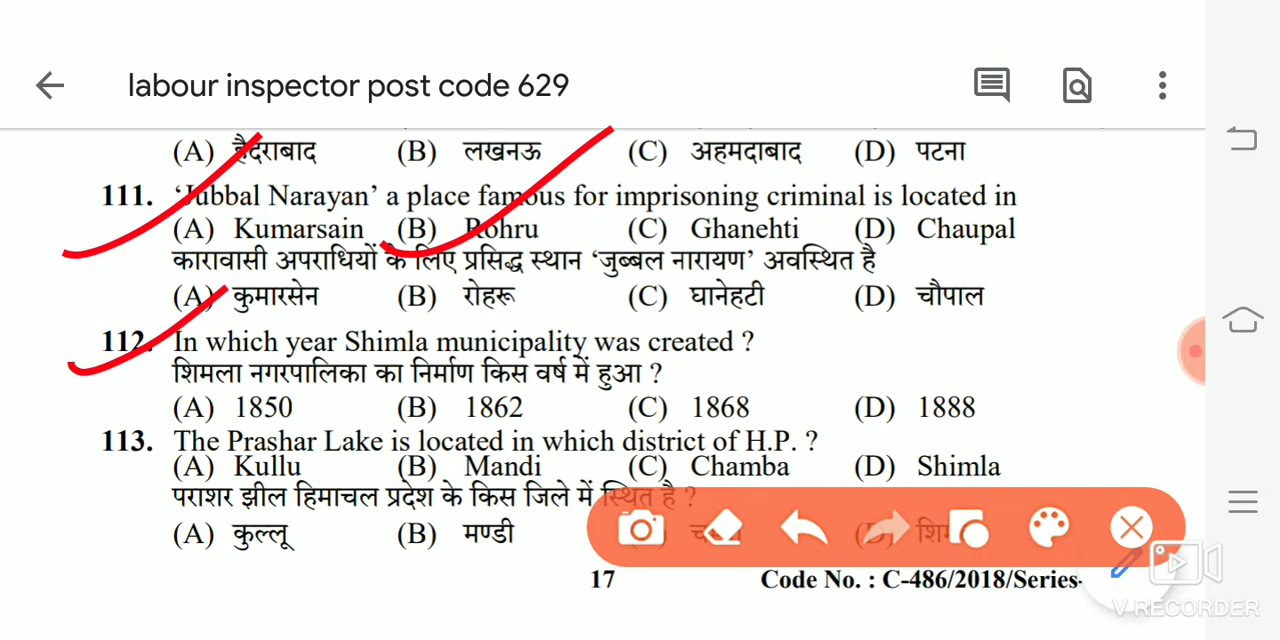 labour inspector post code 629
(A) हैदराबाद (B) लखनऊ (C) अहमदाबाद (D) पटना
111. 'Jubbal Narayan' a place famous for imprisoning criminal is located in
(A) Kumarsain (B) Rohru (C) Ghanehti (D) Chaupal
कारावासी अपराधियों के लिए प्रसिद्ध स्थान 'जुब्बल नारायण' अवस्थित है
(A) कुमारसेन (B) रोहरू (C) घानेहटी (D) चौपाल
112. In which year Shimla municipality was created ?
शिमला नगरपालिका का निर्माण किस वर्ष में हुआ ?
(A) 1850 (B) 1862 (C) 1868 (D) 1888
113. The Prashar Lake is located in which district of H.P. ?
(A) Kullu (B) Mandi (C) Chamba (D) Shimla
पराशर झील हिमाचल प्रदेश के किस जिले में स्थित है ?
(A) कुल्लू (B) मण्डी
17 Code No. : C-486/2018/Series-
V RECORDER